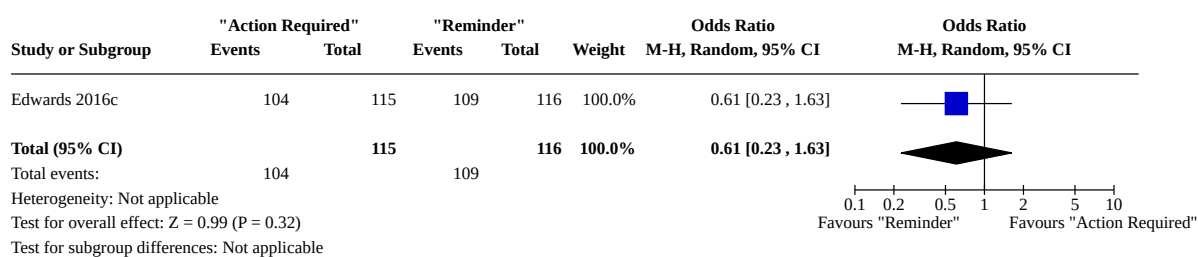 "Action Required" "Reminder" Odds Ratio Odds Ratio
Study or Subgroup Events Total Events Total Weight M-H, Random, 95% CI M-H, Random, 95% CI
Edwards 2016c 104 115 109 116 100.0% 0.61 [0.23 , 1.63]
Total (95% CI) 115 116 100.0% 0.61 [0.23 , 1.63]
Total events: 104 109
Heterogeneity: Not applicable
0.1 0.2 0.5 1 2 5 10
Test for overall effect: Z = 0.99 (P = 0.32) Favours "Reminder" Favours "Action Required"
Test for subgroup differences: Not applicable